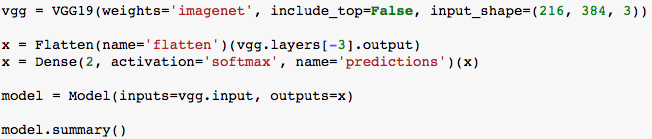 vgg = VGG19(weights='imagenet', include_top=False, input_shape=(216, 384, 3))
x = Flatten(name='flatten')(vgg.layers[-3].output)
x = Dense(2, activation='softmax', name='predictions')(x)
model = Model(inputs=vgg.input, outputs=x)
model.summary()